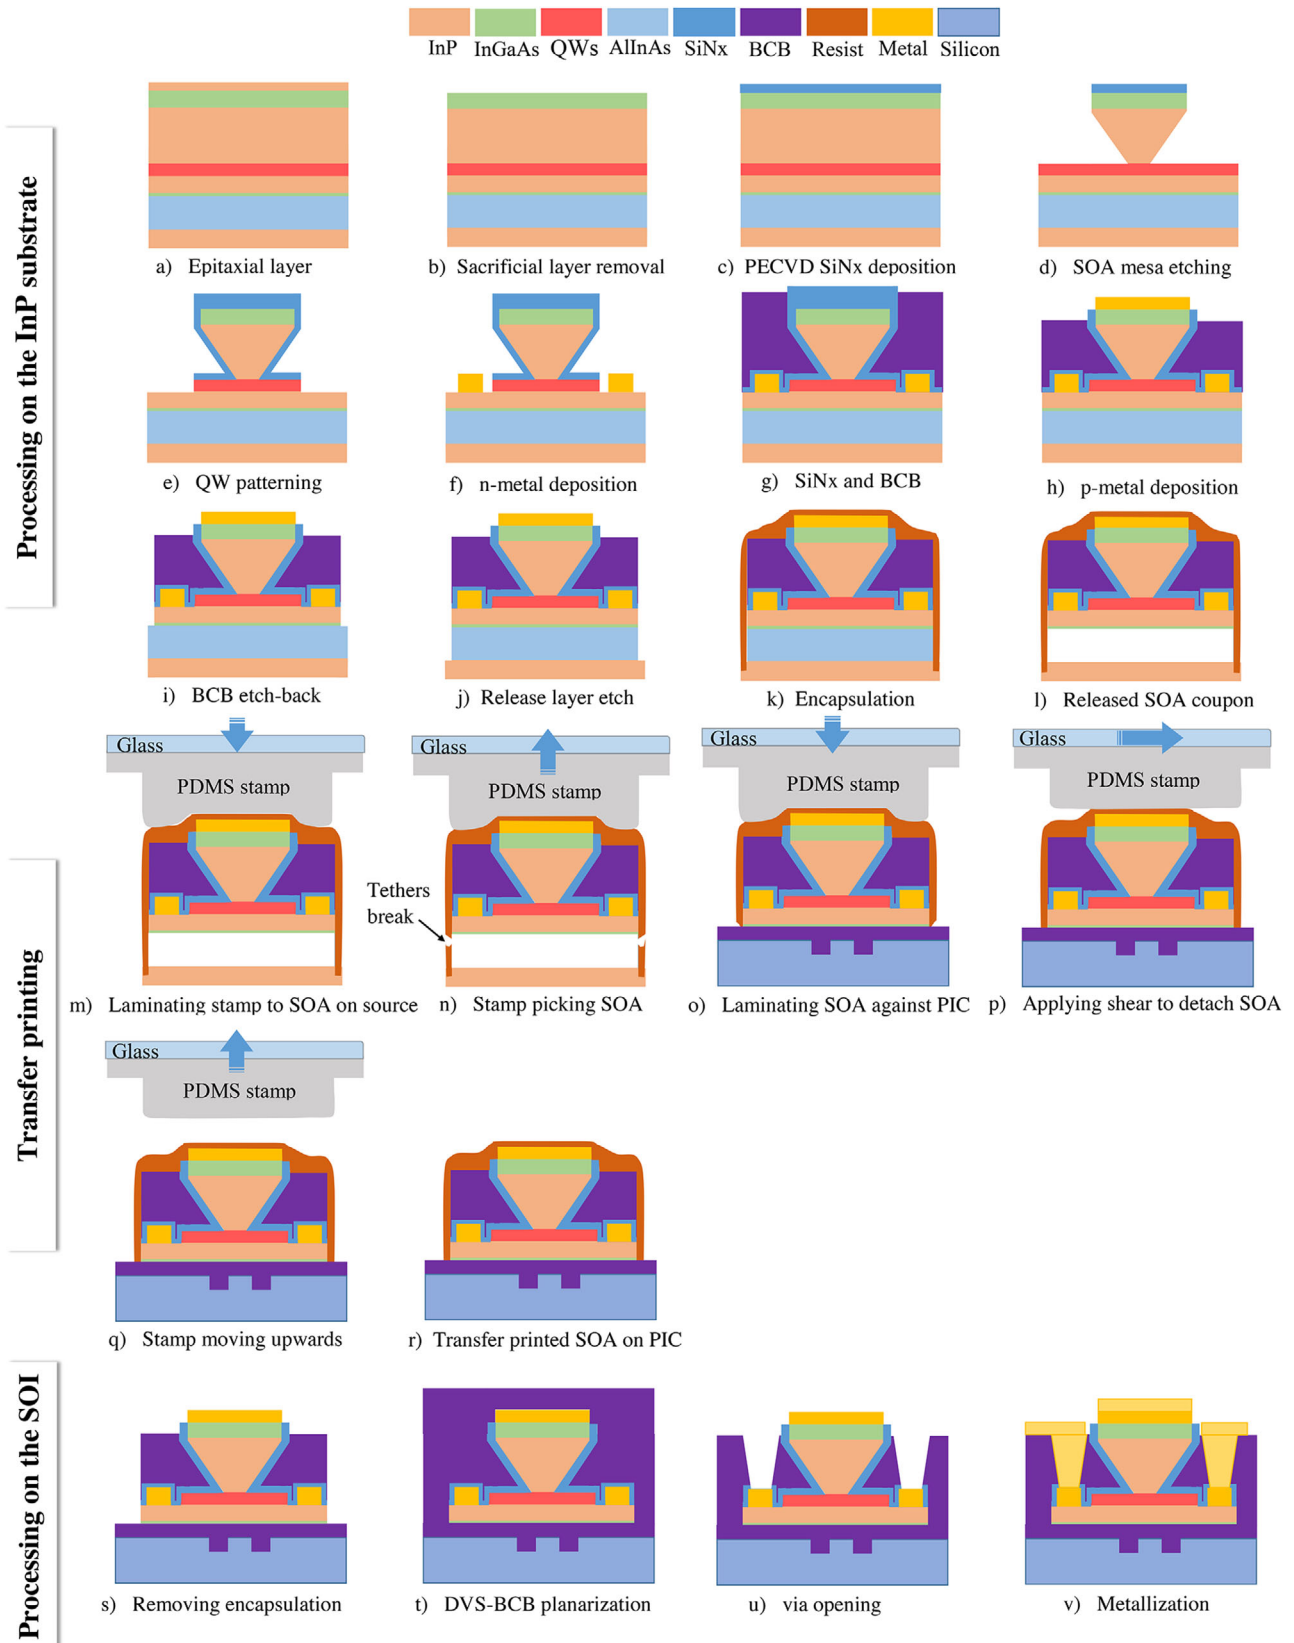 InP InGaAs QWs AlInAs SiNx BCB Resist Metal Silicon
Processing on the InP substrate
a) Epitaxial layer
b) Sacrificial layer removal
c) PECVD SiNx deposition
d) SOA mesa etching
e) QW patterning
f) n-metal deposition
g) SiNx and BCB
h) p-metal deposition
i) BCB etch-back
j) Release layer etch
k) Encapsulation
l) Released SOA coupon
Transfer printing
Glass
PDMS stamp
m) Laminating stamp to SOA on source
Glass
PDMS stamp
Tethers
break
n) Stamp picking SOA
Glass
PDMS stamp
o) Laminating SOA against PIC
Glass
PDMS stamp
p) Applying shear to detach SOA
Glass
PDMS stamp
q) Stamp moving upwards
r) Transfer printed SOA on PIC
Processing on the SOI
s) Removing encapsulation
t) DVS-BCB planarization
u) via opening
v) Metallization